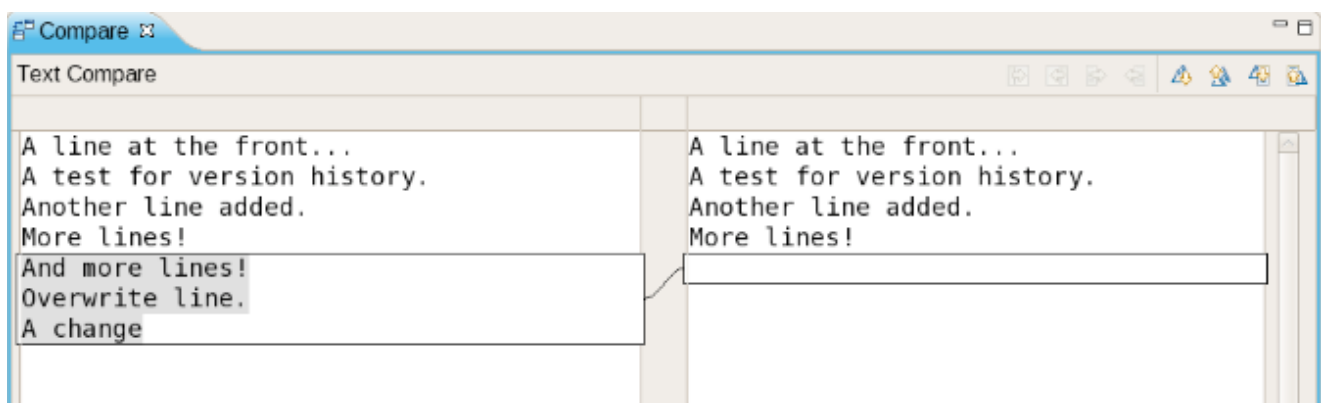 Compare
Text Compare
A line at the front...
A test for version history.
Another line added.
More lines!
And more lines!
Overwrite line.
A change
A line at the front...
A test for version history.
Another line added.
More lines!